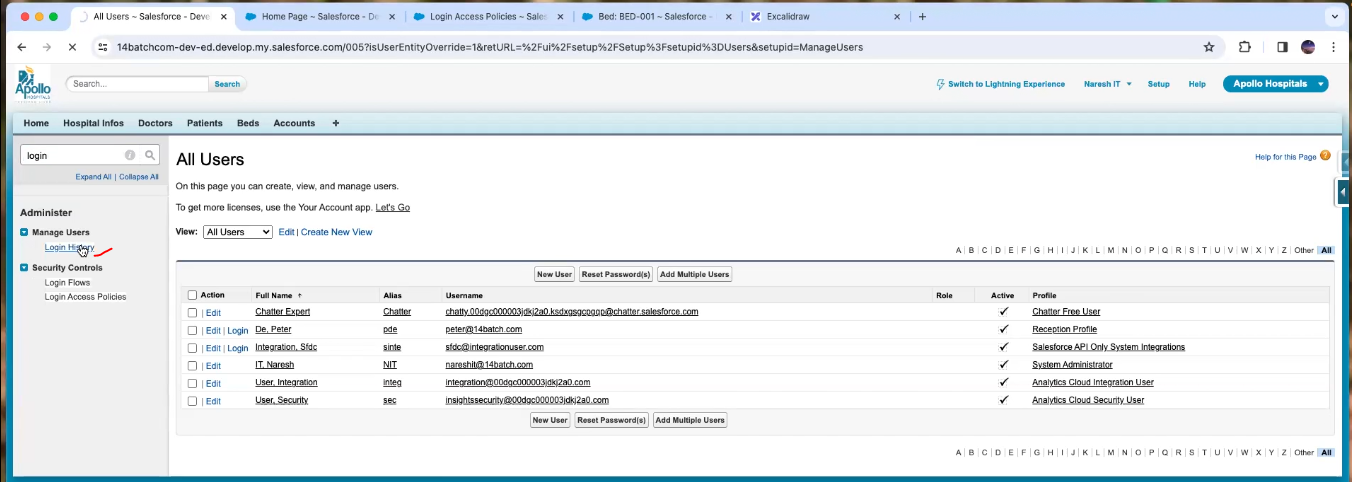 All Users ~ Salesforce - Deve
Home Page ~ Salesforce - De
Login Access Policies ~ Sales
Bed: BED-001 ~ Salesforce -
Excalidraw
14batchcom-dev-ed.develop.my.salesforce.com/005?isUserEntityOverride=1&retURL=%2Fui%2Fsetup%2FSetup%3Fsetupid%3DUsers&setupid=ManageUsers
Apollo
HOSPITALS
Search...
Search
Switch to Lightning Experience
Naresh IT
Setup
Help
Apollo Hospitals
Home Hospital Infos Doctors Patients Beds Accounts +
login
Expand All | Collapse All
Administer
Manage Users
Login History
Security Controls
Login Flows
Login Access Policies
All Users
Help for this Page ?
On this page you can create, view, and manage users.
To get more licenses, use the Your Account app. Let's Go
View: All Users Edit | Create New View
A | B | C | D | E | F | G | H | I | J | K | L | M | N | O | P | Q | R | S | T | U | V | W | X | Y | Z | Other All
New User Reset Password(s) Add Multiple Users
Action Full Name ↑ Alias Username Role Active Profile
| Edit Chatter Expert Chatter chatty.00dgc000003jdkj2a0.ksdxgsgcpgqp@chatter.salesforce.com Chatter Free User
| Edit | Login De, Peter pde peter@14batch.com Reception Profile
| Edit | Login Integration, Sfdc sinte sfdc@integrationuser.com Salesforce API Only System Integrations
| Edit IT, Naresh NIT nareshit@14batch.com System Administrator
| Edit User, Integration integ integration@00dgc000003jdkj2a0.com Analytics Cloud Integration User
| Edit User, Security sec insightssecurity@00dgc000003jdkj2a0.com Analytics Cloud Security User
New User Reset Password(s) Add Multiple Users
A | B | C | D | E | F | G | H | I | J | K | L | M | N | O | P | Q | R | S | T | U | V | W | X | Y | Z | Other All